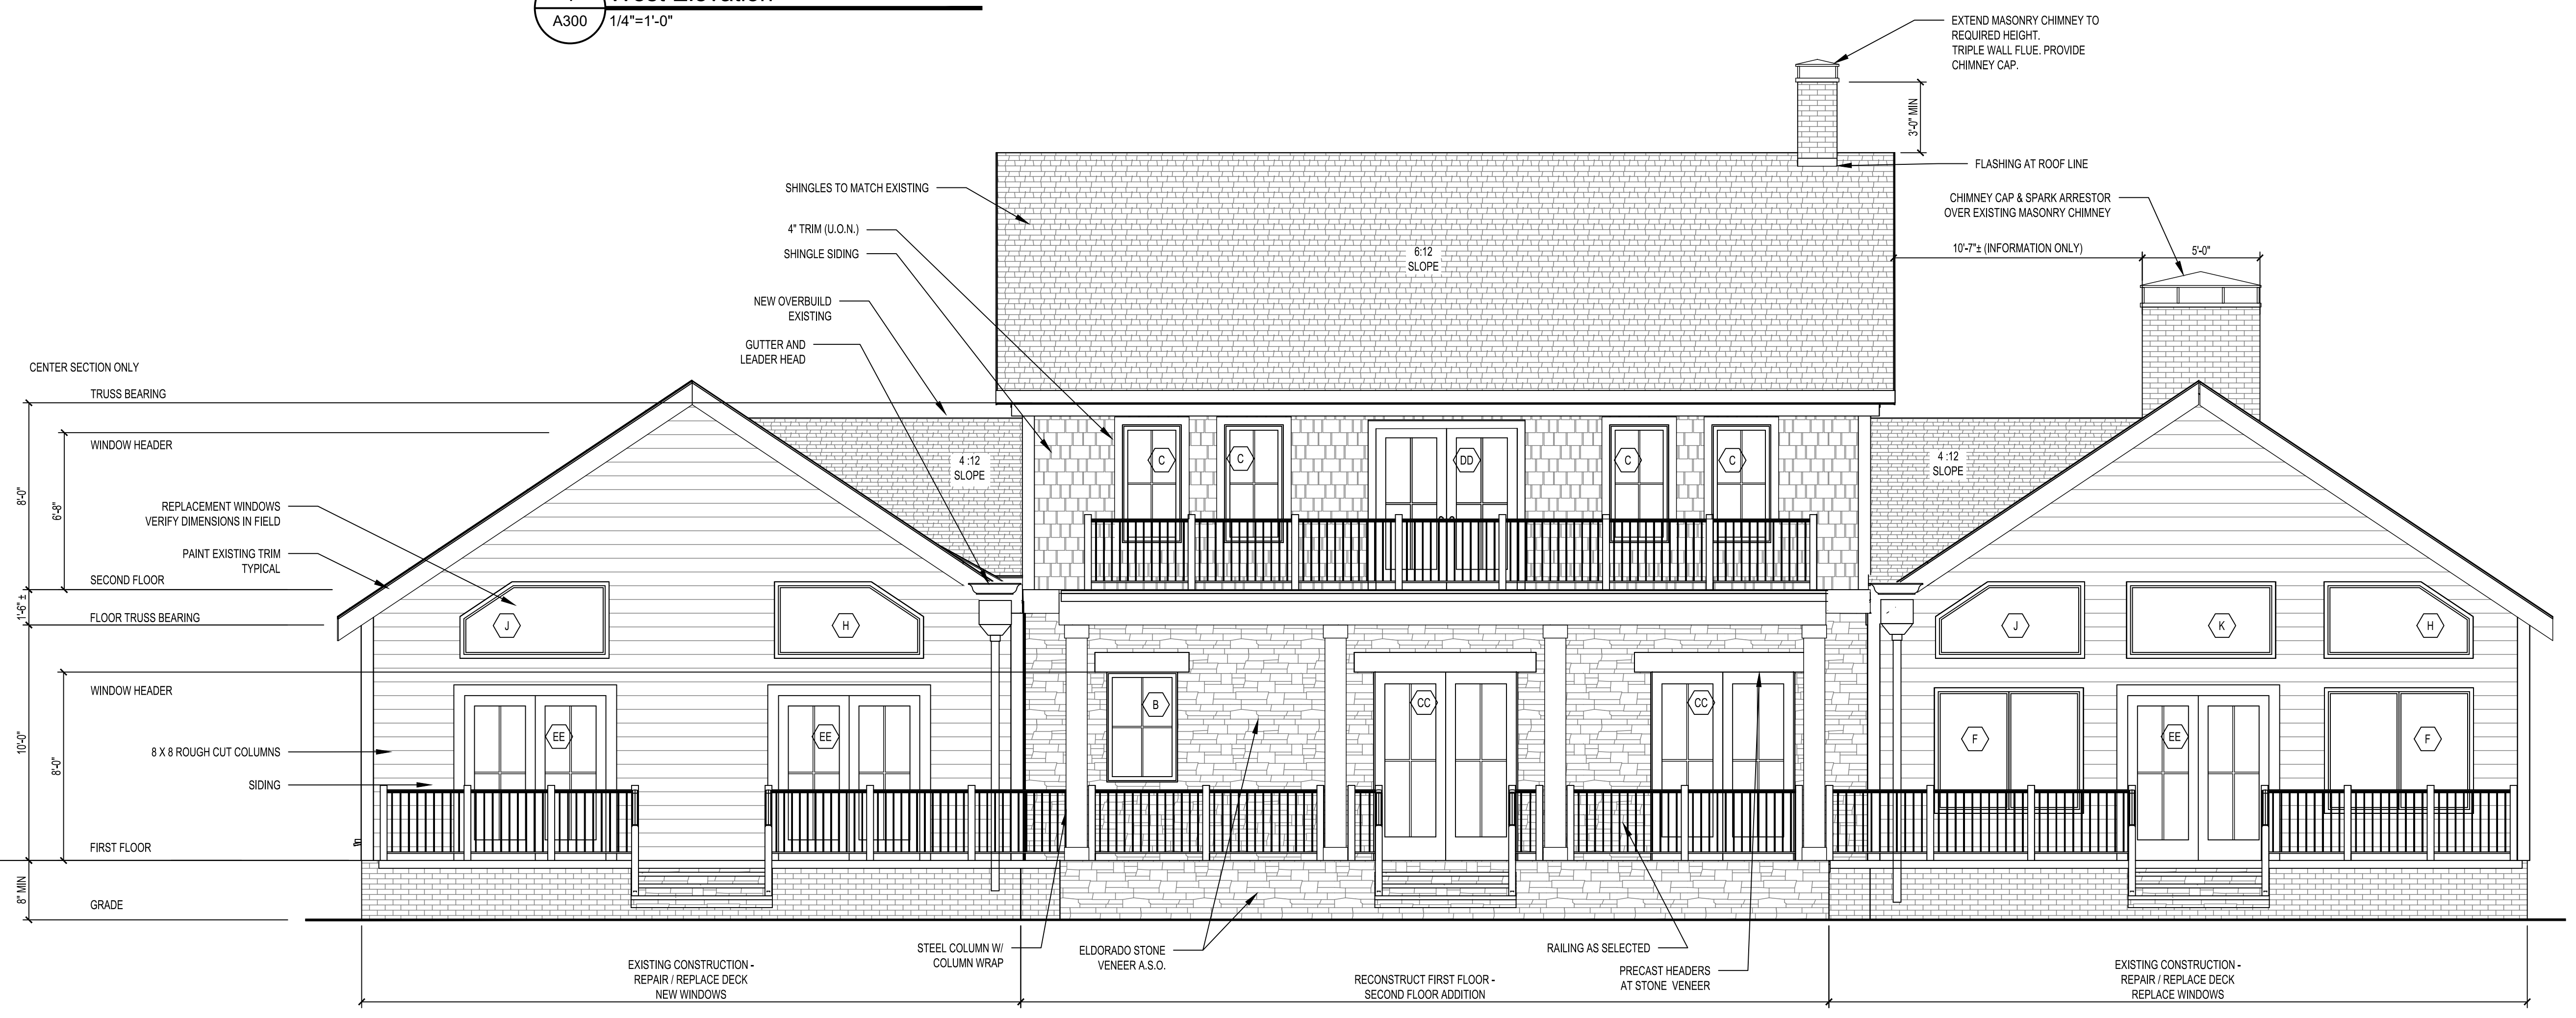 West Elevation
A300
1/4"=1'-0"
EXTEND MASONRY CHIMNEY TO
REQUIRED HEIGHT.
TRIPLE WALL FLUE. PROVIDE
CHIMNEY CAP.
3'-0" MIN
FLASHING AT ROOF LINE
SHINGLES TO MATCH EXISTING
CHIMNEY CAP & SPARK ARRESTOR
OVER EXISTING MASONRY CHIMNEY
4" TRIM (U.O.N.)
SHINGLE SIDING
6:12
SLOPE
10'-7"± (INFORMATION ONLY)
5'-0"
NEW OVERBUILD
EXISTING
GUTTER AND
LEADER HEAD
CENTER SECTION ONLY
TRUSS BEARING
WINDOW HEADER
8'-0"
6'-8"
4 :12
SLOPE
C
C
DD
C
C
4 :12
SLOPE
REPLACEMENT WINDOWS
VERIFY DIMENSIONS IN FIELD
PAINT EXISTING TRIM
TYPICAL
SECOND FLOOR
1'-6" ±
FLOOR TRUSS BEARING
J
H
J
K
H
WINDOW HEADER
B
CC
CC
EE
EE
F
EE
F
10'-0"
8'-0"
8 X 8 ROUGH CUT COLUMNS
SIDING
FIRST FLOOR
8" MIN
GRADE
STEEL COLUMN W/
COLUMN WRAP
ELDORADO STONE
VENEER A.S.O.
RAILING AS SELECTED
PRECAST HEADERS
AT STONE VENEER
EXISTING CONSTRUCTION -
REPAIR / REPLACE DECK
NEW WINDOWS
RECONSTRUCT FIRST FLOOR -
SECOND FLOOR ADDITION
EXISTING CONSTRUCTION -
REPAIR / REPLACE DECK
REPLACE WINDOWS